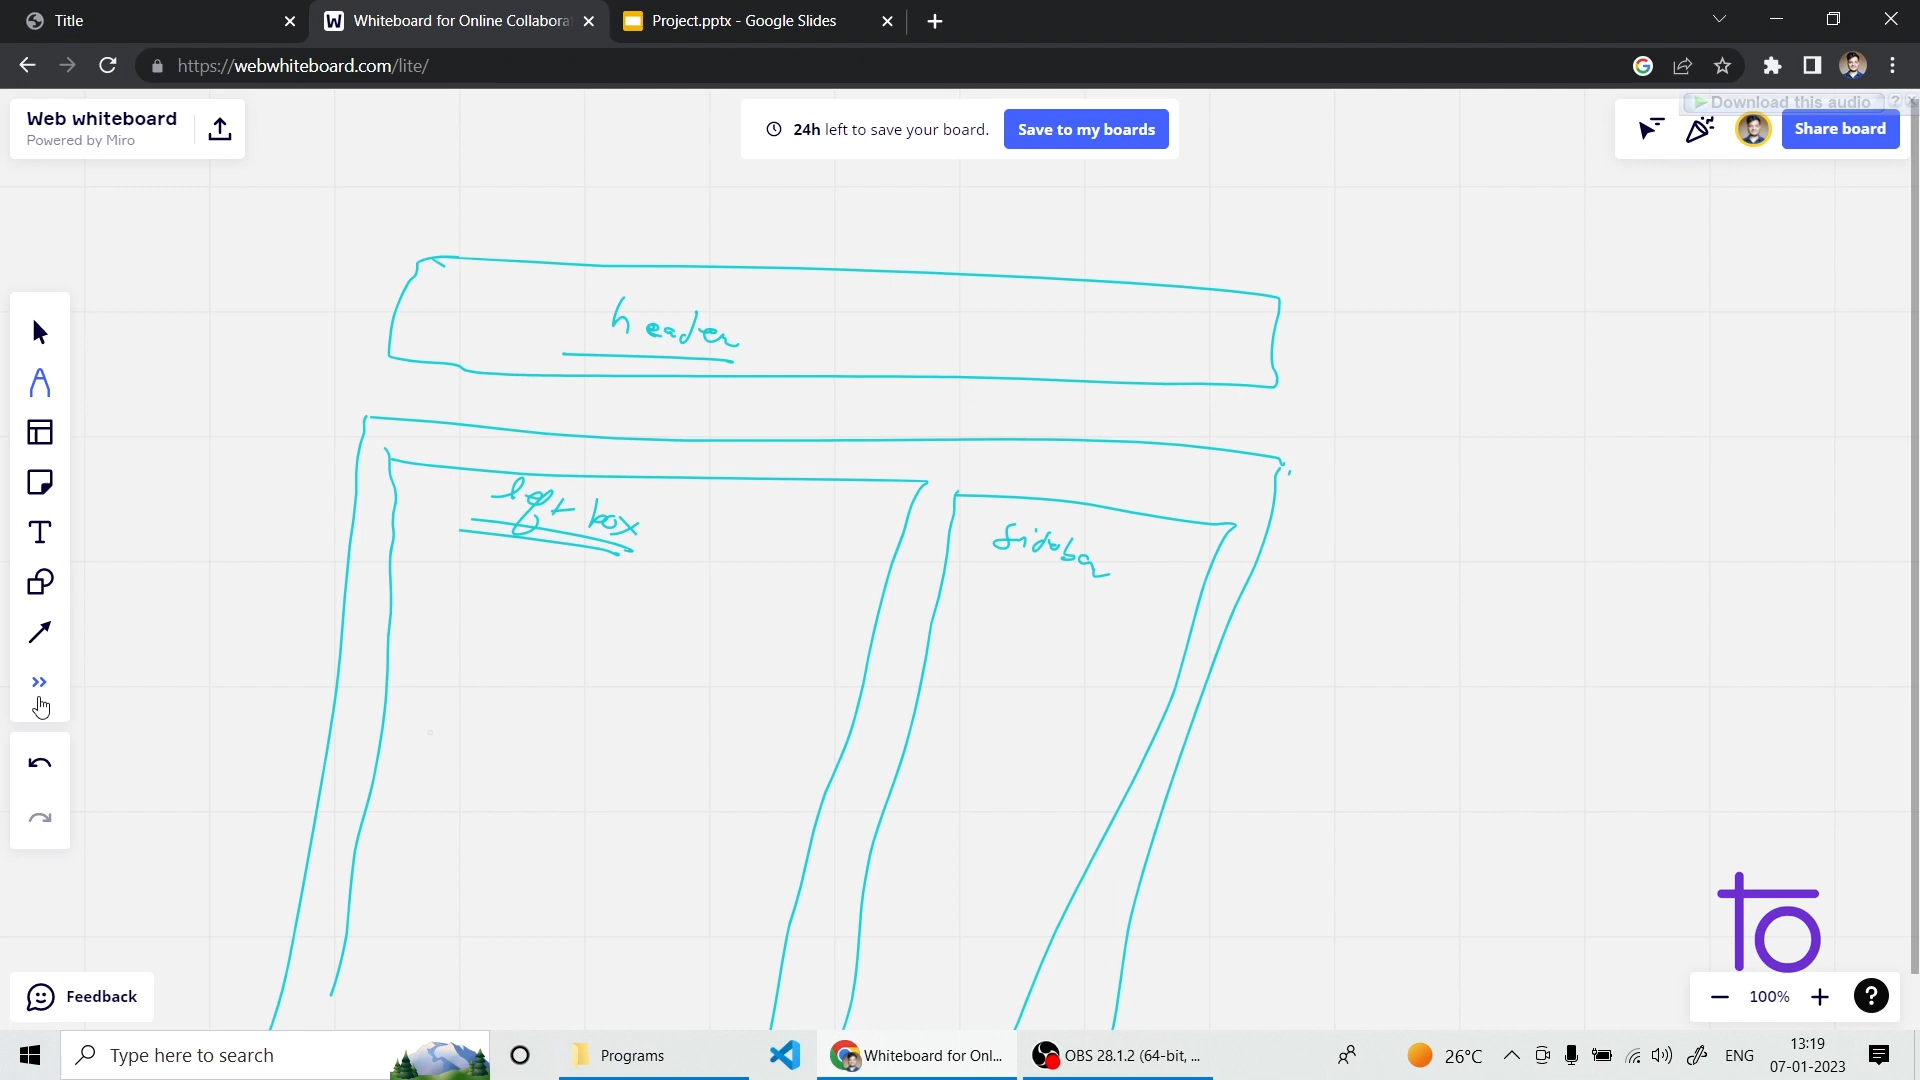 Title
Whiteboard for Online Collabora
Project.pptx - Google Slides
https://webwhiteboard.com/lite/
Download this audio
Web whiteboard
Powered by Miro
24h left to save your board.
Save to my boards
Share board
header
left box
sidebar
to
Feedback
100%
Type here to search
Programs
Whiteboard for Onl...
OBS 28.1.2 (64-bit, ...
26°C
ENG
13:19
07-01-2023